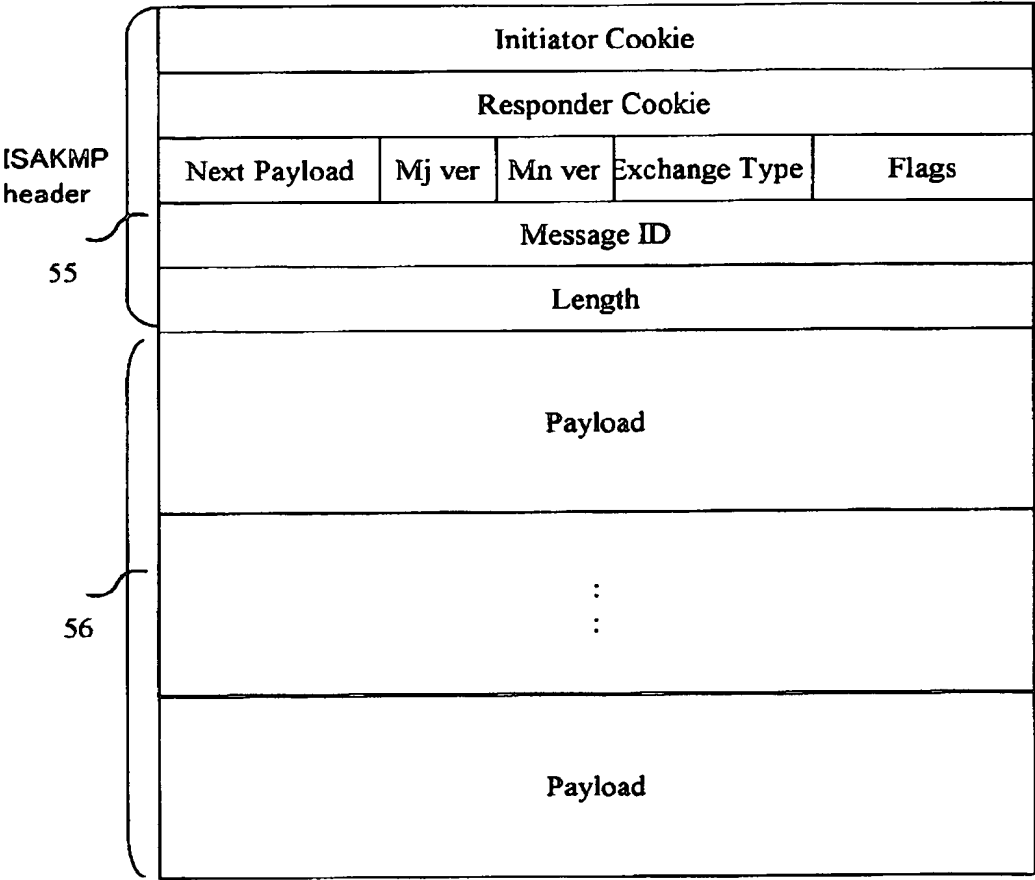 Initiator Cookie
Responder Cookie
ISAKMP
header
Next Payload
Mj ver
Mn ver
Exchange Type
Flags
Message ID
55
Length
Payload
:
:
56
Payload